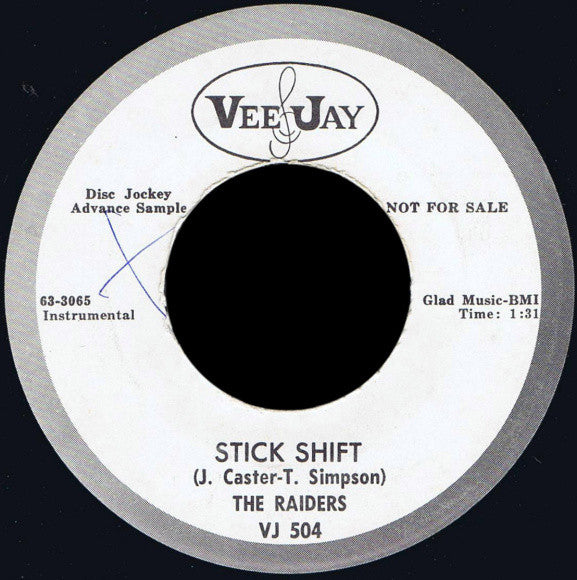 VEE JAY
Disc Jockey
Advance Sample
NOT FOR SALE
63-3065
Instrumental
Glad Music-BMI
Time: 1:31
STICK SHIFT
(J. Caster-T. Simpson)
THE RAIDERS
VJ 504